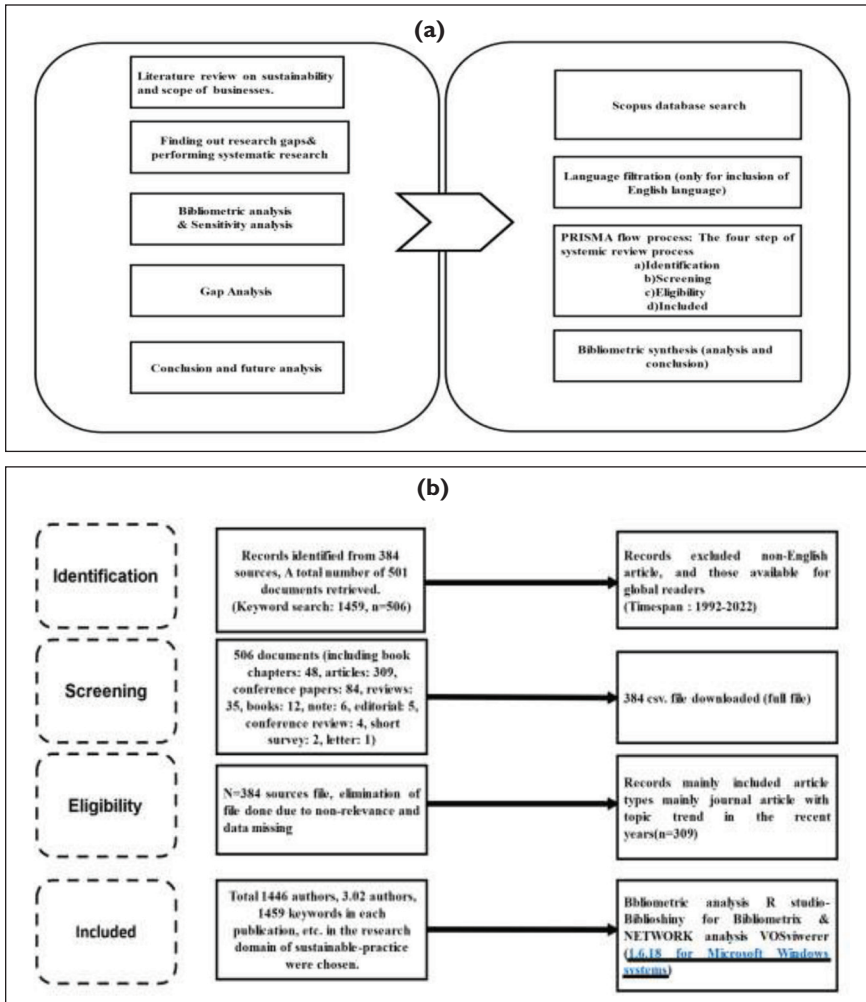 (a)
Literature review on sustainability
and scope of businesses.
Finding out research gaps&
performing systematic research
Bibliometric analysis
& Sensitivity analysis
Gap Analysis
Conclusion and future analysis
Scopus database search
Language filtration (only for inclusion of
English language)
PRISMA flow process: The four step of
systemic review process
a)Identification
b)Screening
c)Eligibility
d)Included
Bibliometric synthesis (analysis and
conclusion)
(b)
Identification
Records identified from 384
sources, A total number of 501
documents retrieved.
(Keyword search: 1459, n=506)
Records excluded non-English
article, and those available for
global readers
(Timespan : 1992-2022)
Screening
506 documents (including book
chapters: 48, articles: 309,
conference papers: 84, reviews:
35, books: 12, note: 6, editorial: 5,
conference review: 4, short
survey: 2, letter: 1)
384 csv. file downloaded (full file)
Eligibility
N=384 sources file, elimination of
file done due to non-relevance and
data missing
Records mainly included article
types mainly journal article with
topic trend in the recent
years(n=309)
Included
Total 1446 authors, 3.02 authors,
1459 keywords in each
publication, etc. in the research
domain of sustainable-practice
were chosen.
Bbliometric analysis R studio-
Biblioshiny for Bibliometrix &
NETWORK analysis VOSviwerer
(1.6.18 for Microsoft Windows
systems)